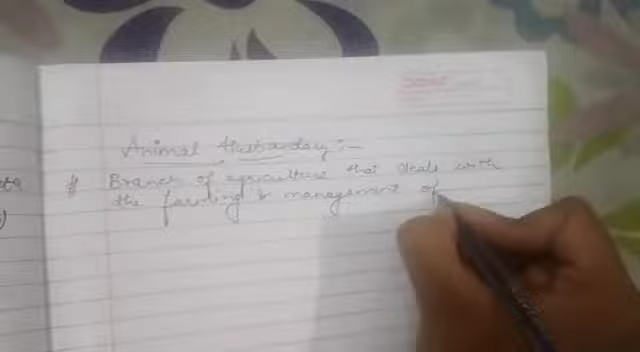 Animal Husbandry :-
# Branch of agriculture that deals with
the farming & management of